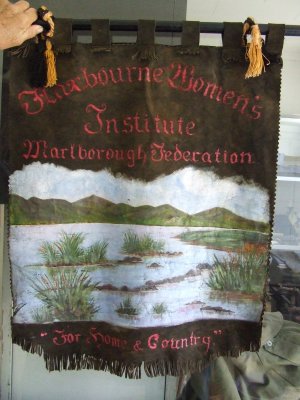 Flaxbourne Women's
Institute
Marlborough Federation
"For Home & Country."